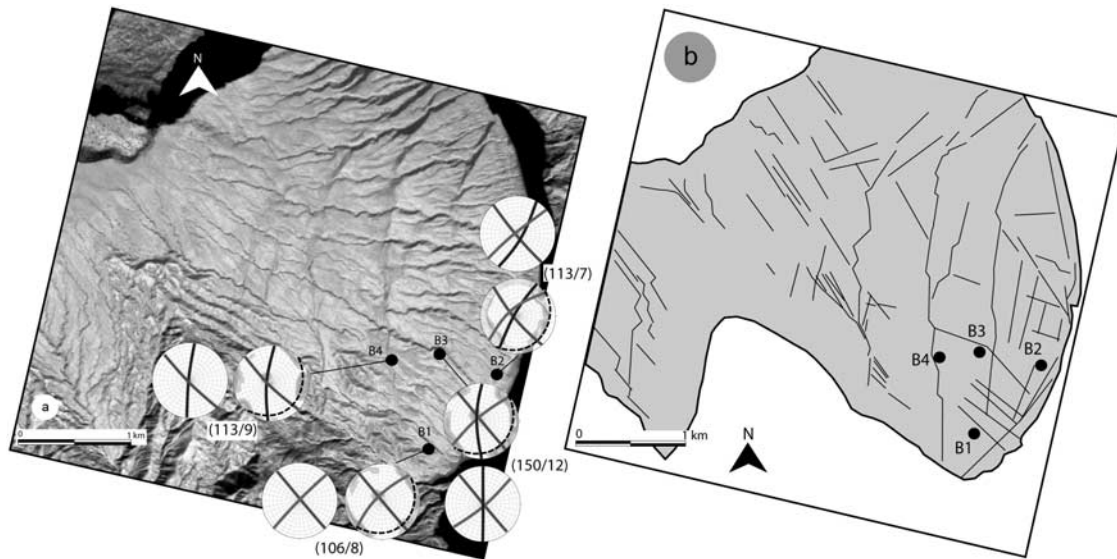 N
(113/7)
B4
B3
B2
a
1 km
0
(113/9)
B1
(150/12)
(106/8)
b
B3
B4
B2
B1
N
0
1 km